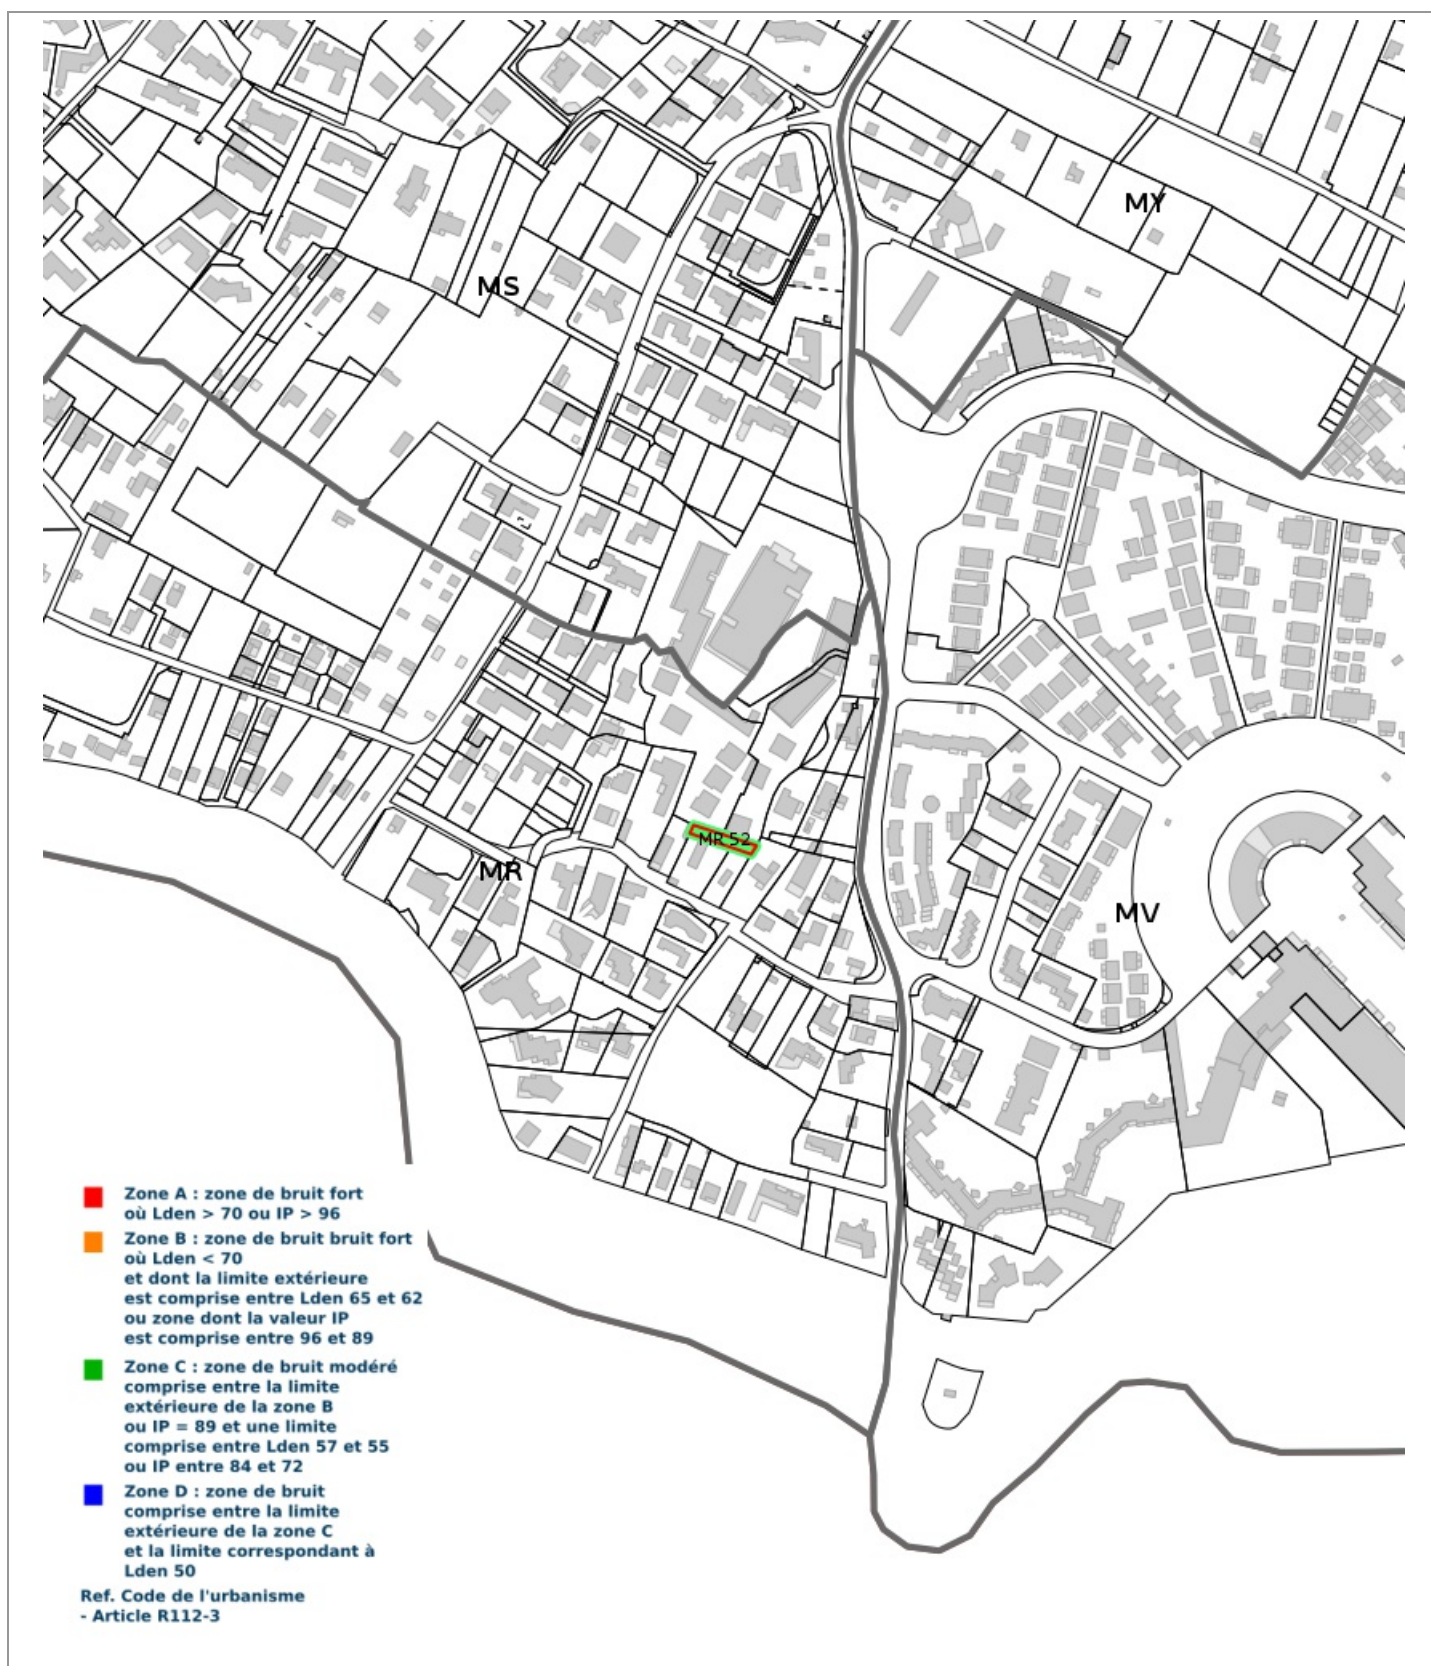 MY
MS
MR 52
MR
MV
Zone A : zone de bruit fort
où Lden > 70 ou IP > 96
Zone B : zone de bruit bruit fort
où Lden < 70
et dont la limite extérieure
est comprise entre Lden 65 et 62
ou zone dont la valeur IP
est comprise entre 96 et 89
Zone C : zone de bruit modéré
comprise entre la limite
extérieure de la zone B
ou IP = 89 et une limite
comprise entre Lden 57 et 55
ou IP entre 84 et 72
Zone D : zone de bruit
comprise entre la limite
extérieure de la zone C
et la limite correspondant à
Lden 50
Ref. Code de l'urbanisme
- Article R112-3